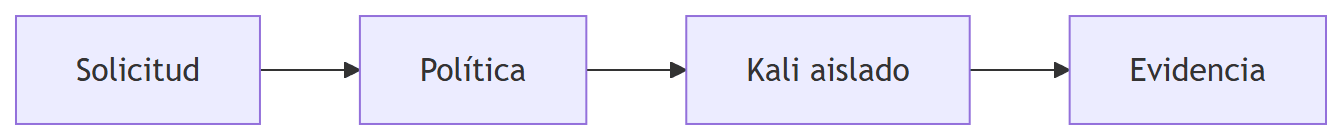 Solicitud
Política
Kali aislado
Evidencia